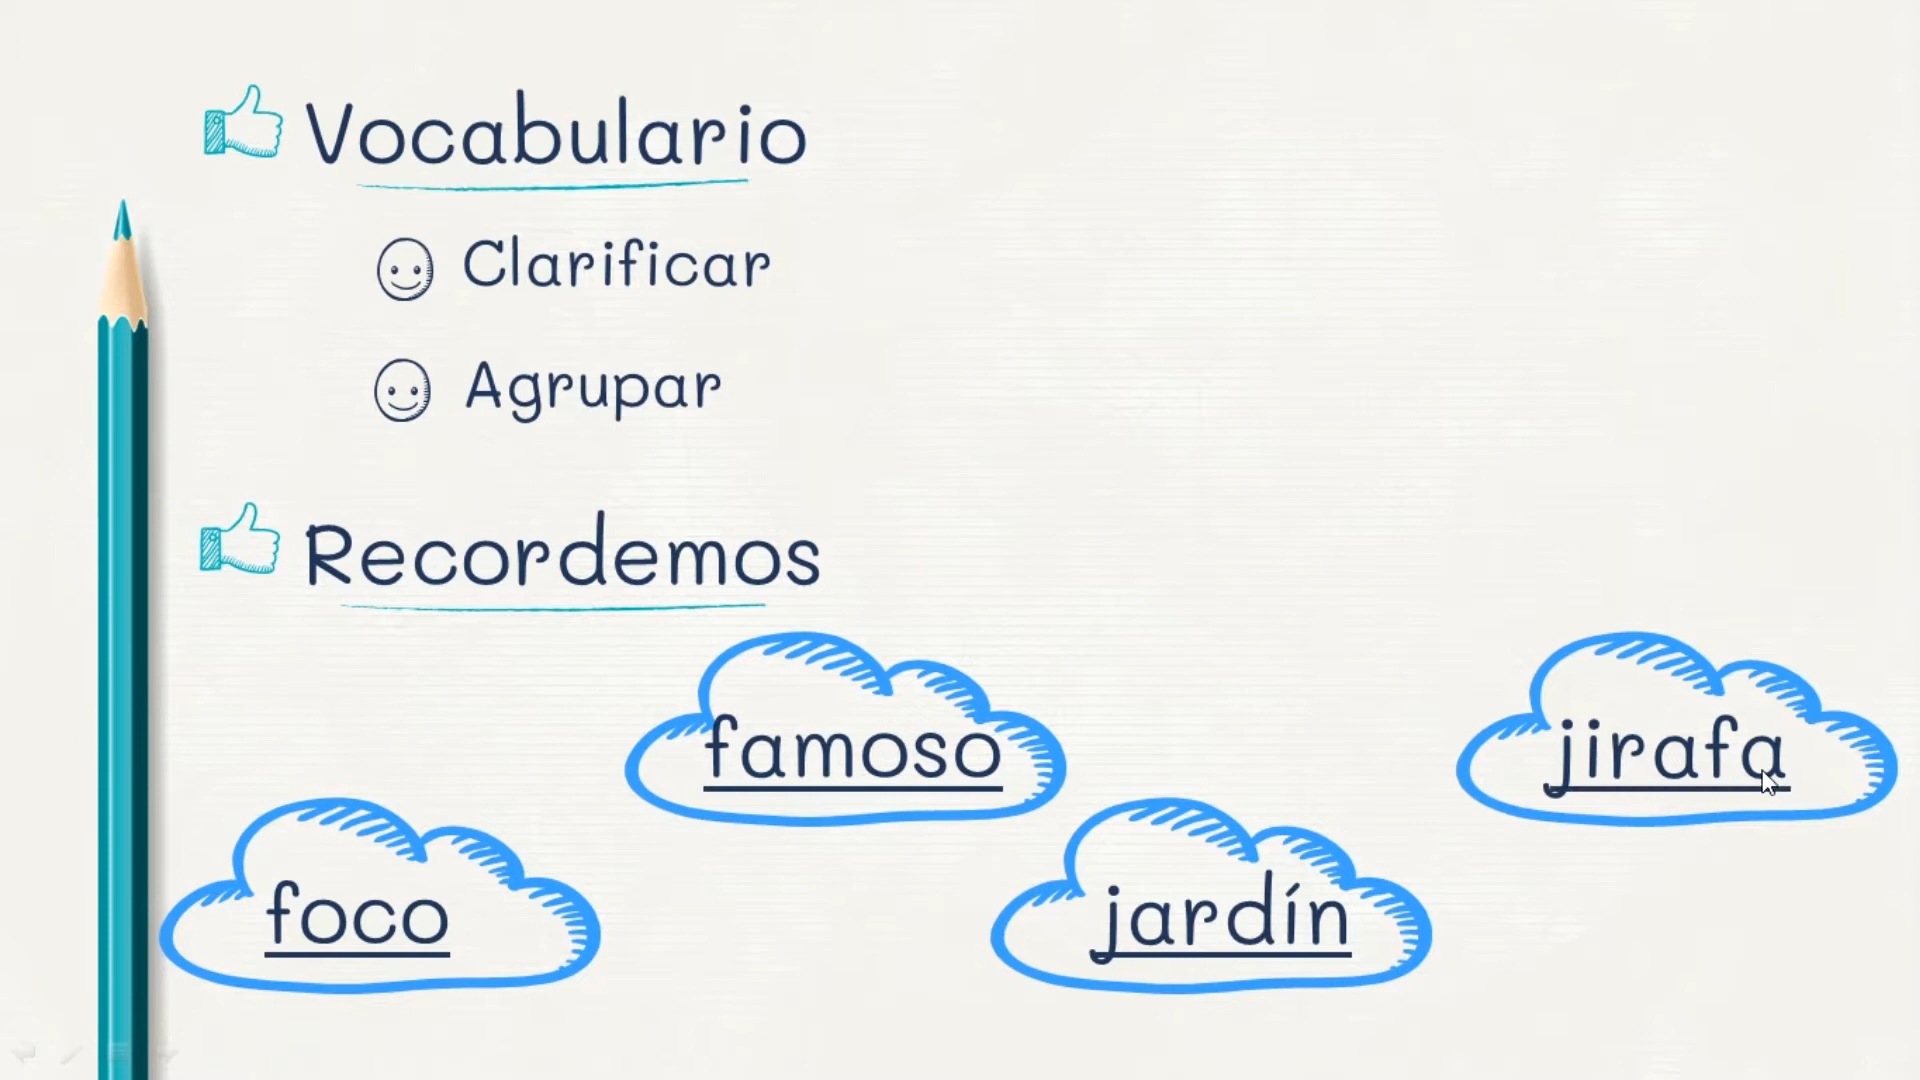 Vocabulario
Clarificar
Agrupar
Recordemos
famoso
jirafa
foco
jardín